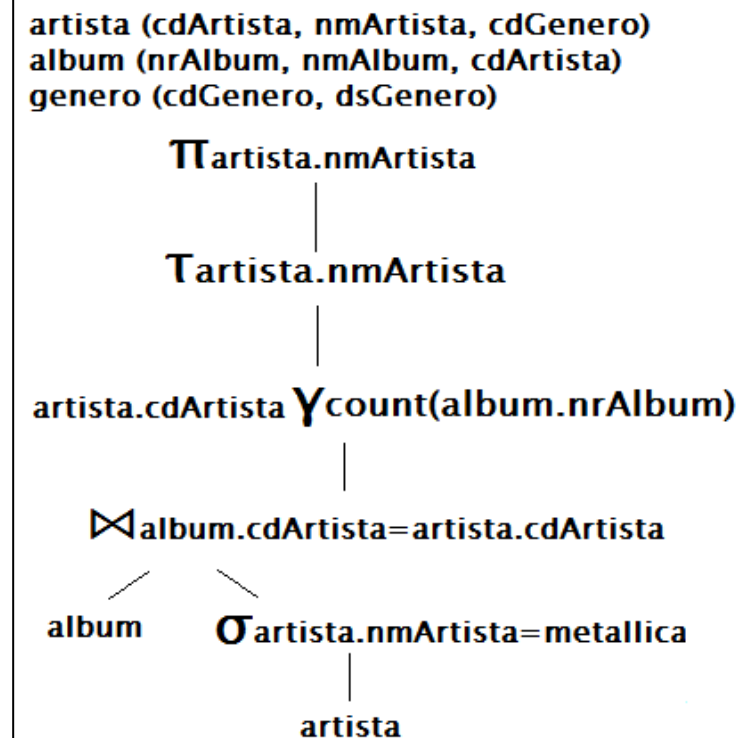 artista (cdArtista, nmArtista, cdGenero)
album (nrAlbum, nmAlbum, cdArtista)
genero (cdGenero, dsGenero)
πartista.nmArtista
τartista.nmArtista
artista.cdArtista γcount(album.nrAlbum)
⋈album.cdArtista=artista.cdArtista
album σartista.nmArtista=metallica
artista